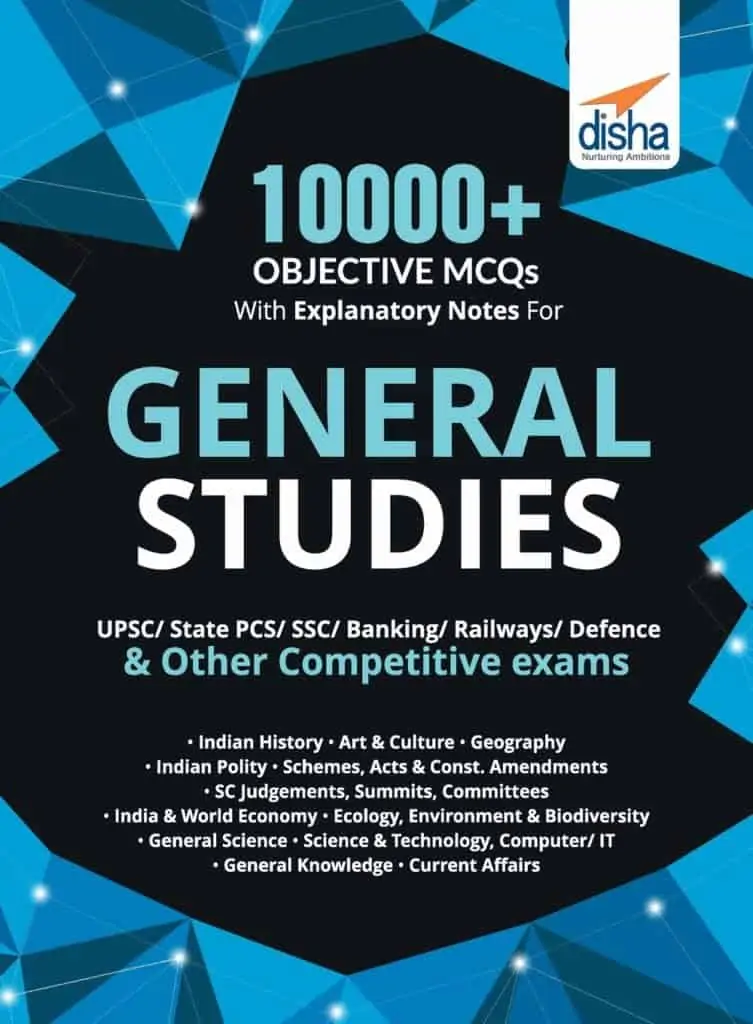 disha
Nurturing Ambitions
10000+
OBJECTIVE MCQs
With Explanatory Notes For
GENERAL
STUDIES
UPSC/ State PCS/ SSC/ Banking/ Railways/ Defence
& Other Competitive exams
• Indian History • Art & Culture • Geography
• Indian Polity • Schemes, Acts & Const. Amendments
• SC Judgements, Summits, Committees
• India & World Economy • Ecology, Environment & Biodiversity
• General Science • Science & Technology, Computer/ IT
• General Knowledge • Current Affairs